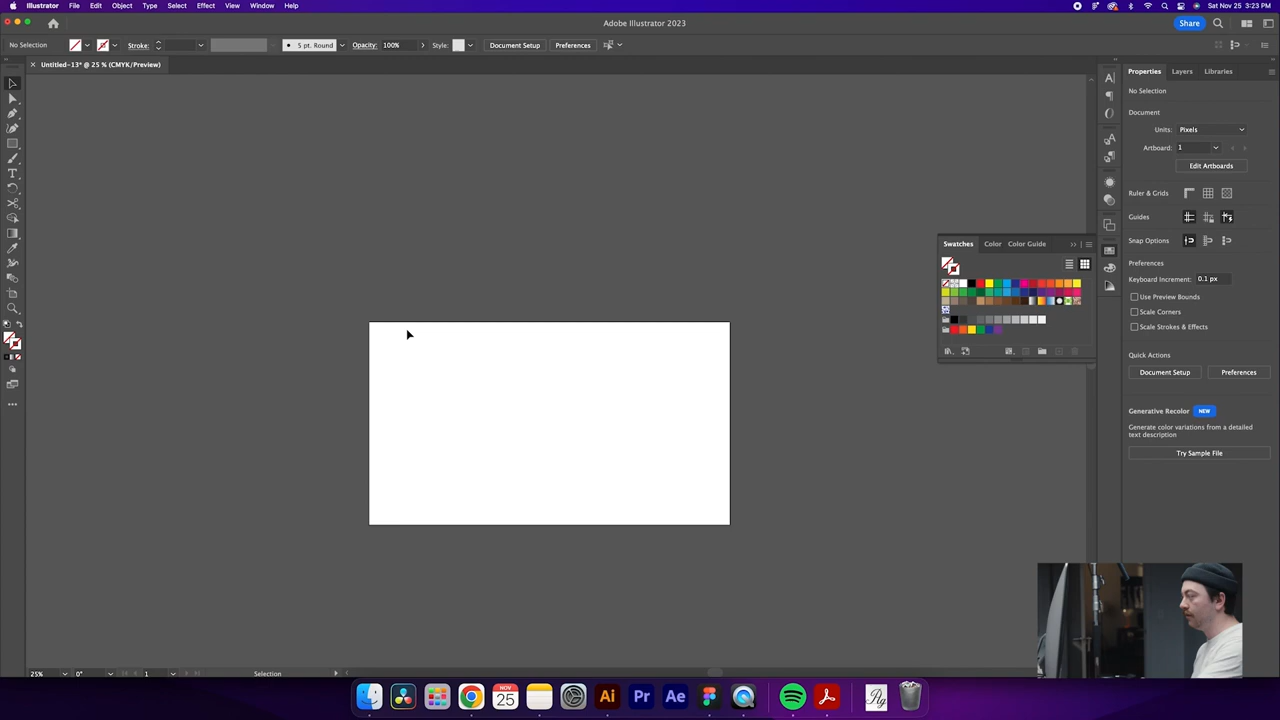 Illustrator File Edit Object Type Select Effect View Window Help
Sat Nov 25 3:23 PM
Adobe Illustrator 2023
Share
No Selection
Stroke:
5 pt. Round
Opacity: 100%
Style:
Document Setup
Preferences
Untitled-13* @ 25 % (CMYK/Preview)
Properties Layers Libraries
No Selection
Document
Units: Pixels
Artboard: 1
Edit Artboards
Ruler & Grids
Guides
Snap Options
Preferences
Keyboard Increment: 0.1 px
Use Preview Bounds
Scale Corners
Scale Strokes & Effects
Quick Actions
Document Setup
Preferences
Generative Recolor NEW
Generate color variations from a detailed
text description
Try Sample File
Swatches Color Color Guide
25% 0° 1 Selection
NOV
25
Ai Pr Ae